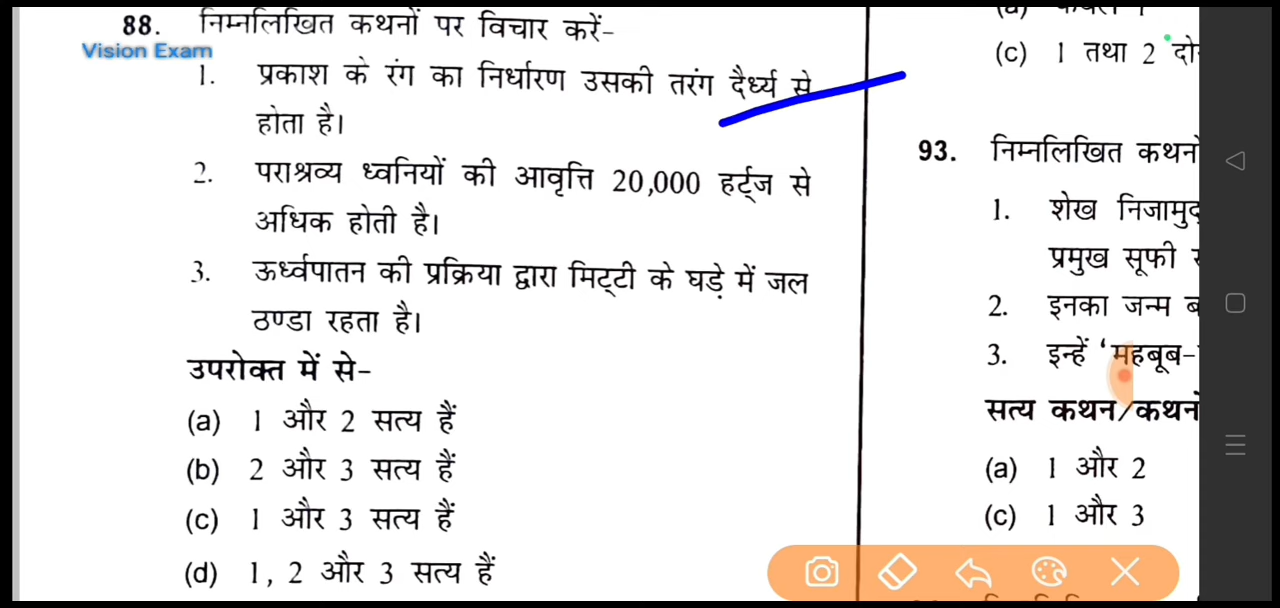 88. निम्नलिखित कथनों पर विचार करें–
Vision Exam
1. प्रकाश के रंग का निर्धारण उसकी तरंग दैर्ध्य से
होता है।
2. पराश्रव्य ध्वनियों की आवृत्ति 20,000 हर्ट्ज से
अधिक होती है।
3. ऊर्ध्वपातन की प्रक्रिया द्वारा मिट्टी के घड़े में जल
ठण्डा रहता है।
उपरोक्त में से–
(a) 1 और 2 सत्य हैं
(b) 2 और 3 सत्य हैं
(c) 1 और 3 सत्य हैं
(d) 1, 2 और 3 सत्य हैं
(c) 1 तथा 2
93. निम्नलिखित
1. शेख
प्रमुख सूफी
2. इनका जन्म
3. इन्हें 'महबूब-
सत्य कथन/
(a) 1 और 2
(c) 1 और 3